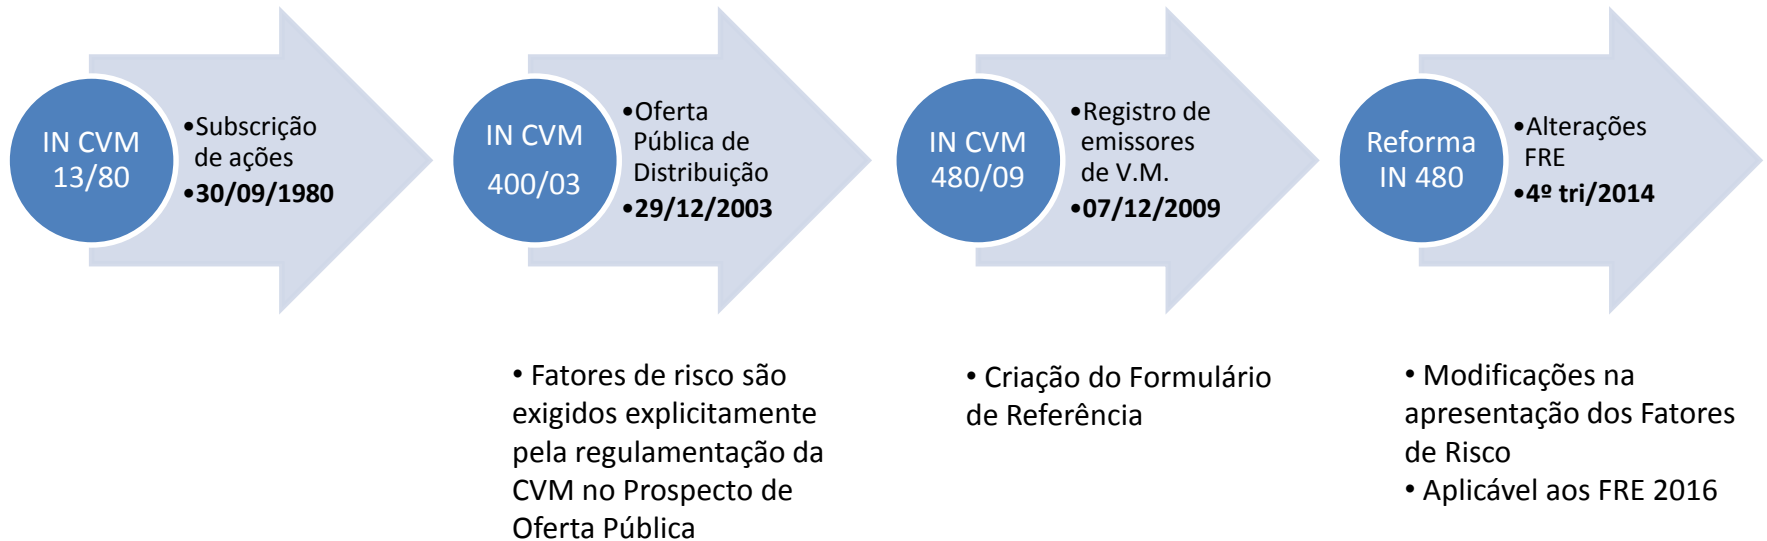 IN CVM
13/80
•Subscrição
de ações
•30/09/1980
IN CVM
400/03
•Oferta
Pública de
Distribuição
•29/12/2003
IN CVM
480/09
•Registro de
emissores
de V.M.
•07/12/2009
Reforma
IN 480
•Alterações
FRE
•4º tri/2014
• Fatores de risco são
exigidos explicitamente
pela regulamentação da
CVM no Prospecto de
Oferta Pública
• Criação do Formulário
de Referência
• Modificações na
apresentação dos Fatores
de Risco
• Aplicável aos FRE 2016